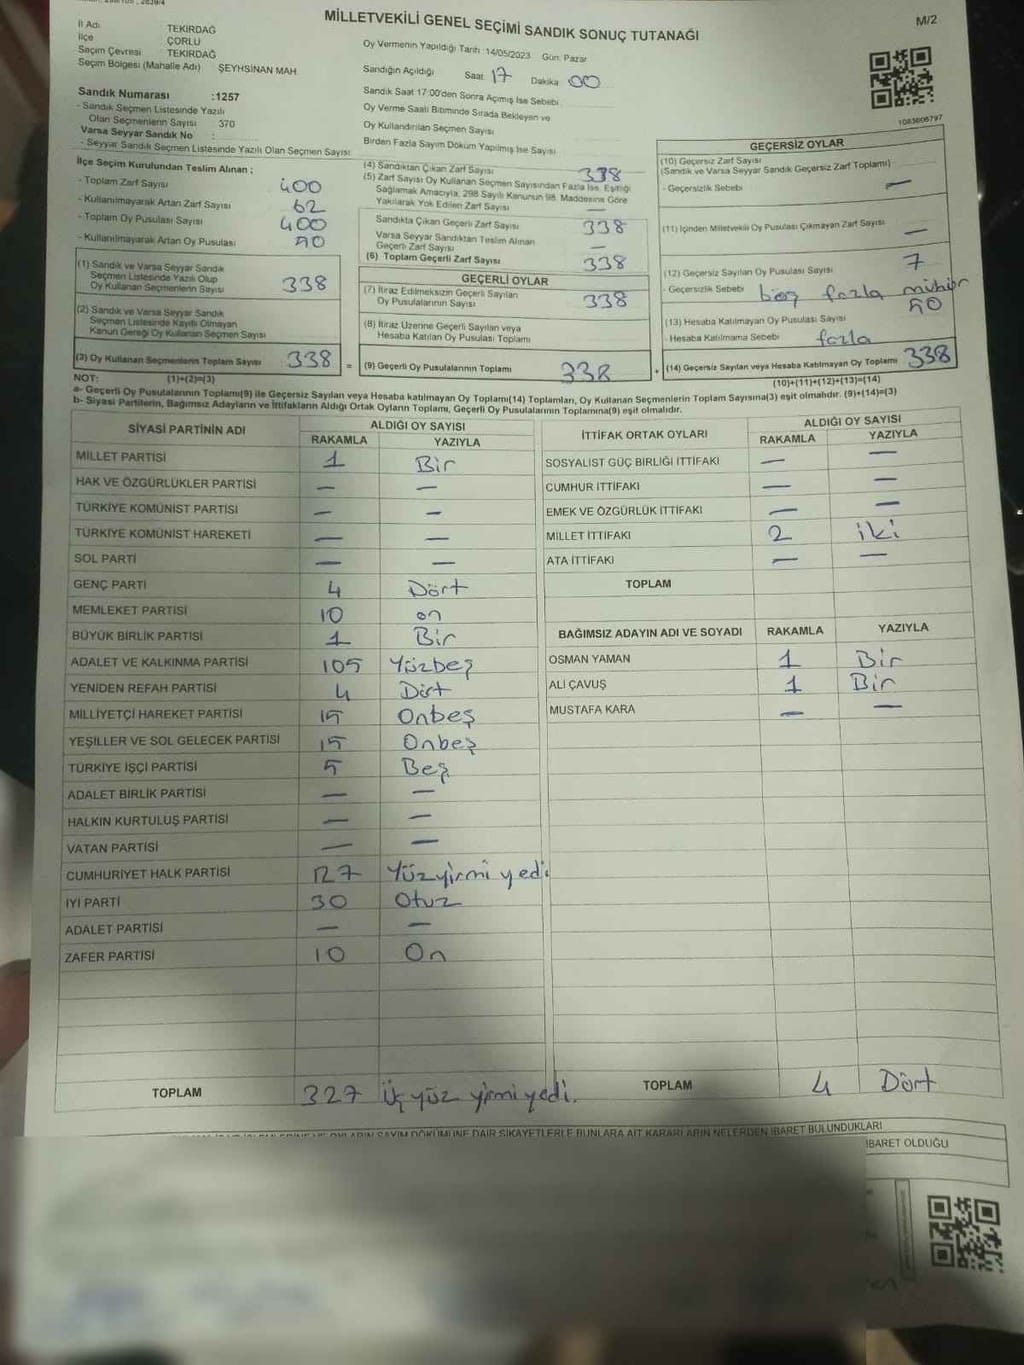 MİLLETVEKİLİ GENEL SEÇİMİ SANDIK SONUÇ TUTANAĞI
M/2
İl Adı TEKİRDAĞ
İlçe ÇORLU
Seçim Çevresi TEKİRDAĞ
Seçim Bölgesi (Mahalle Adı) ŞEYHSİNAN MAH
Sandık Numarası :1257
- Sandık Seçmen Listesinde Yazılı
Olan Seçmenlerin Sayısı 370
Varsa Seyyar Sandık No :
- Seyyar Sandık Seçmen Listesinde Yazılı Olan Seçmen Sayısı:
İlçe Seçim Kurulundan Teslim Alınan ;
- Toplam Zarf Sayısı 400
- Kullanılmayarak Artan Zarf Sayısı 62
- Toplam Oy Pusulası Sayısı 400
- Kullanılmayarak Artan Oy Pusulası
(1) Sandık ve Varsa Seyyar Sandık
Seçmen Listesinde Yazılı Olup
Oy Kullanan Seçmenlerin Sayısı 338
(2) Sandık ve Varsa Seyyar Sandık
Seçmen Listesinde Kayıtlı Olmayan
Kanun Gereği Oy Kullanan Seçmen Sayısı
(3) Oy Kullanan Seçmenlerin Toplam Sayısı 338 =
(1)+(2)=(3)
Oy Vermenin Yapıldığı Tarih :14/05/2023 Gün: Pazar
Sandığın Açıldığı Saat: 17 Dakika 00
Sandık Saat 17:00'den Sonra Açımış İse Sebebi
Oy Verme Saati Bitiminde Sırada Bekleyen ve
Oy Kullandırılan Seçmen Sayısı
Birden Fazla Sayım Döküm Yapılmış İse Sayısı
(4) Sandıktan Çıkan Zarf Sayısı 338
(5) Zarf Sayısı Oy Kullanan Seçmen Sayısından Fazla İse, Eşitliği
Sağlamak Amacıyla, 298 Sayılı Kanunun 98. Maddesine Göre
Yakılarak Yok Edilen Zarf Sayısı —
Sandıkta Çıkan Geçerli Zarf Sayısı 338
Varsa Seyyar Sandıktan Teslim Alınan
Geçerli Zarf Sayısı —
(6) Toplam Geçerli Zarf Sayısı 338
GEÇERLİ OYLAR
(7) İtiraz Edilmeksizin Geçerli Sayılan
Oy Pusulalarının Sayısı 338
(8) İtiraz Üzerine Geçerli Sayılan veya
Hesaba Katılan Oy Pusulası Toplamı
(9) Geçerli Oy Pusulalarının Toplamı 338 +
1083606797
GEÇERSİZ OYLAR
(10) Geçersiz Zarf Sayısı
(Sandık ve Varsa Seyyar Sandık Geçersiz Zarf Toplamı)
- Geçersizlik Sebebi —
(11) İçinden Milletvekili Oy Pusulası Çıkmayan Zarf Sayısı —
(12) Geçersiz Sayılan Oy Pusulası Sayısı 7
- Geçersizlik Sebebi fazla mühür
(13) Hesaba Katılmayan Oy Pusulası Sayısı
- Hesaba Katılmama Sebebi fazla
(14) Geçersiz Sayılan veya Hesaba Katılmayan Oy Toplamı 338
(10)+(11)+(12)+(13)=(14)
NOT:
a- Geçerli Oy Pusulalarının Toplamı(9) ile Geçersiz Sayılan veya Hesaba katılmayan Oy Toplamı(14) Toplamları, Oy Kullanan Seçmenlerin Toplam Sayısına(3) eşit olmalıdır. (9)+(14)=(3)
b- Siyasi Partilerin, Bağımsız Adayların ve İttifakların Aldığı Ortak Oyların Toplamı, Geçerli Oy Pusulalarının Toplamına(9) eşit olmalıdır.
SİYASİ PARTİNİN ADI ALDIĞI OY SAYISI
RAKAMLA YAZIYLA
MİLLET PARTİSİ 1 Bir
HAK VE ÖZGÜRLÜKLER PARTİSİ — —
TÜRKİYE KOMÜNİST PARTİSİ — —
TÜRKİYE KOMÜNİST HAREKETİ — —
SOL PARTİ — —
GENÇ PARTİ 4 Dört
MEMLEKET PARTİSİ 10 on
BÜYÜK BİRLİK PARTİSİ 1 Bir
ADALET VE KALKINMA PARTİSİ 105 Yüzbeş
YENİDEN REFAH PARTİSİ 4 Dört
MİLLİYETÇİ HAREKET PARTİSİ 15 Onbeş
YEŞİLLER VE SOL GELECEK PARTİSİ 15 Onbeş
TÜRKİYE İŞÇİ PARTİSİ 5 Beş
ADALET BİRLİK PARTİSİ — —
HALKIN KURTULUŞ PARTİSİ — —
VATAN PARTİSİ — —
CUMHURİYET HALK PARTİSİ 127 Yüzyirmi yedi
İYİ PARTİ 30 Otuz
ADALET PARTİSİ — —
ZAFER PARTİSİ 10 On
TOPLAM 327 Üçyüz yirmiyedi.
İTTİFAK ORTAK OYLARI ALDIĞI OY SAYISI
RAKAMLA YAZIYLA
SOSYALİST GÜÇ BİRLİĞİ İTTİFAKI — —
CUMHUR İTTİFAKI — —
EMEK VE ÖZGÜRLÜK İTTİFAKI — —
MİLLET İTTİFAKI 2 iki
ATA İTTİFAKI — —
TOPLAM
BAĞIMSIZ ADAYIN ADI VE SOYADI RAKAMLA YAZIYLA
OSMAN YAMAN 1 Bir
ALİ ÇAVUŞ 1 Bir
MUSTAFA KARA — —
TOPLAM 4 Dört
OYLARIN SAYIM DÖKÜMÜNE DAİR ŞİKAYETLERLE BUNLARA AİT KARARLARIN NELERDEN İBARET BULUNDUKLARI
İBARET OLDUĞU